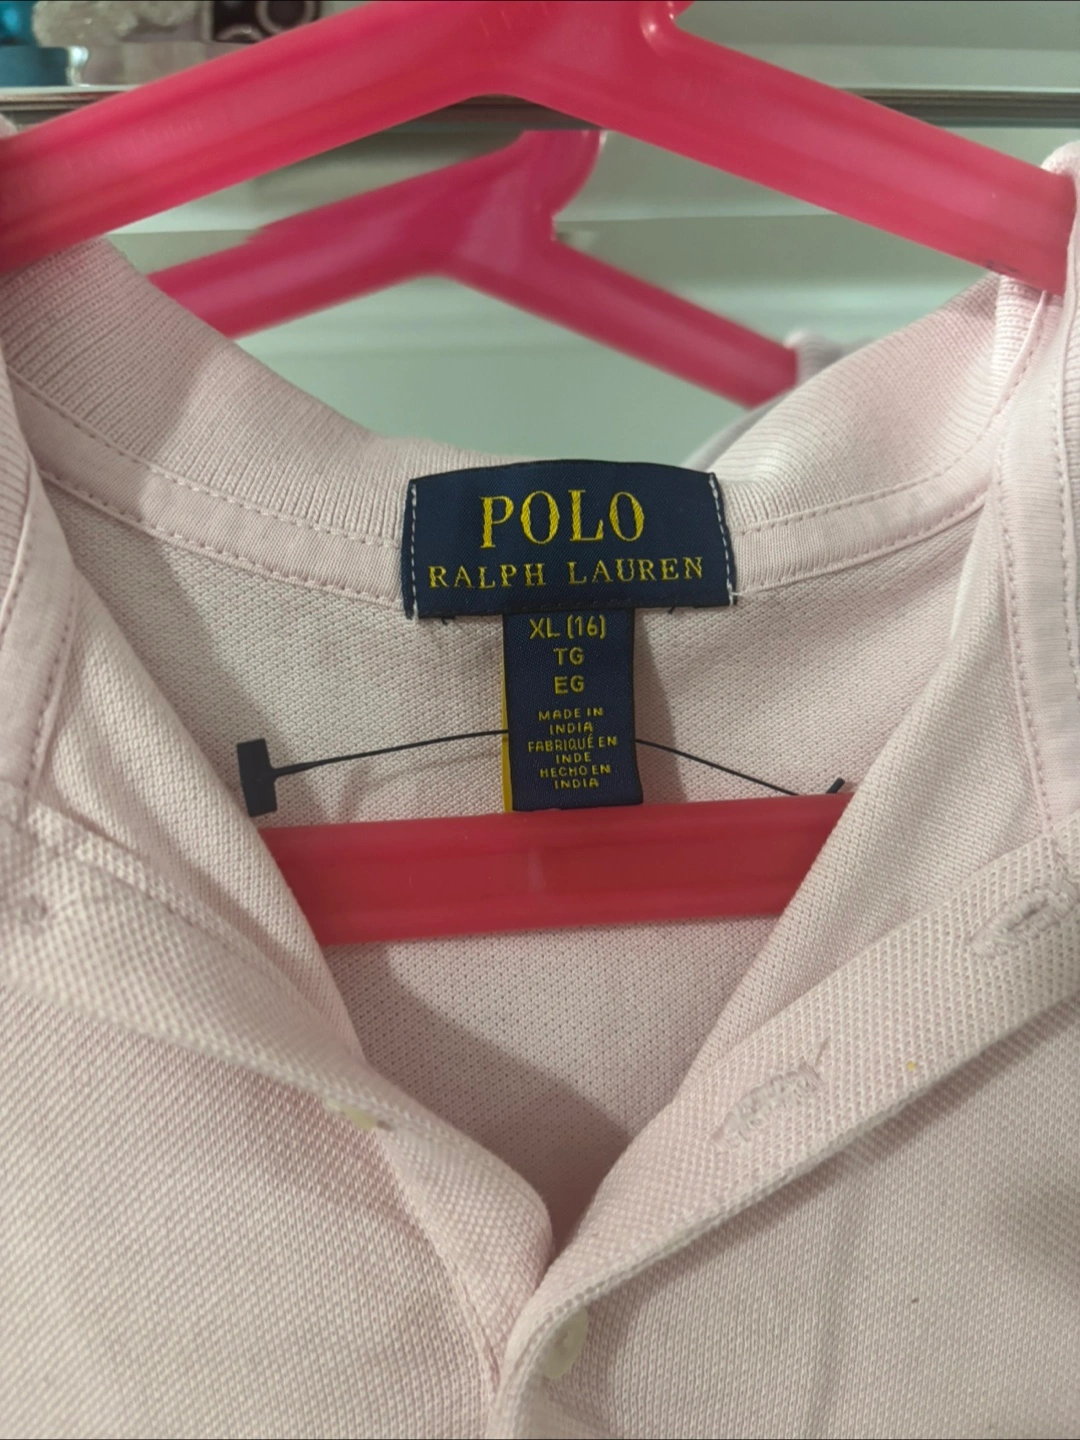 POLO
RALPH LAUREN
XL (16)
TG
EG
MADE IN
INDIA
FABRIQUÉ EN
INDE
HECHO EN
INDIA